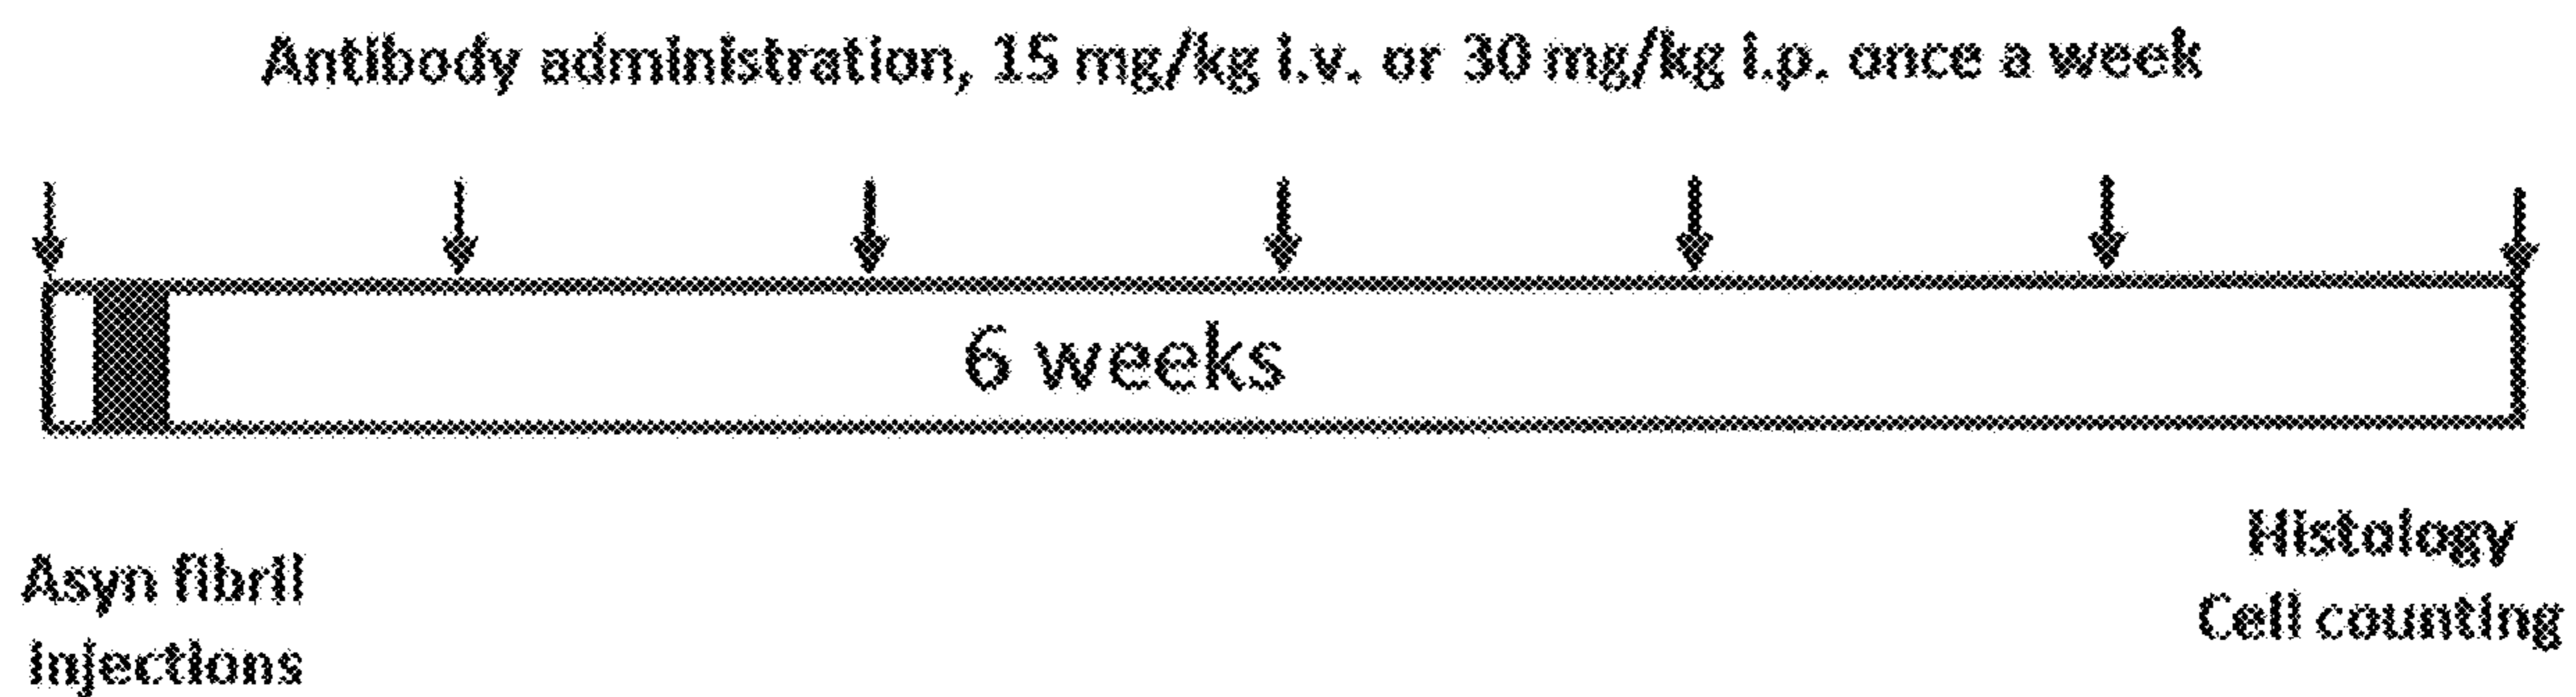 Antibody administration, 15 mg/kg i.v. or 30 mg/kg i.p. once a week
6 weeks
Asyn fibril
injections
Histology
Cell counting